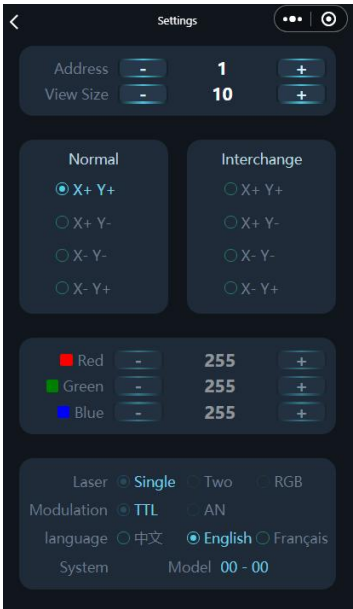 Settings
Address - 1 +
View Size - 10 +
Normal Interchange
X+ Y+ X+ Y+
X+ Y- X+ Y-
X- Y- X- Y-
X- Y+ X- Y+
Red - 255 +
Green - 255 +
Blue - 255 +
Laser Single Two RGB
Modulation TTL AN
language 中文 English Français
System Model 00 - 00